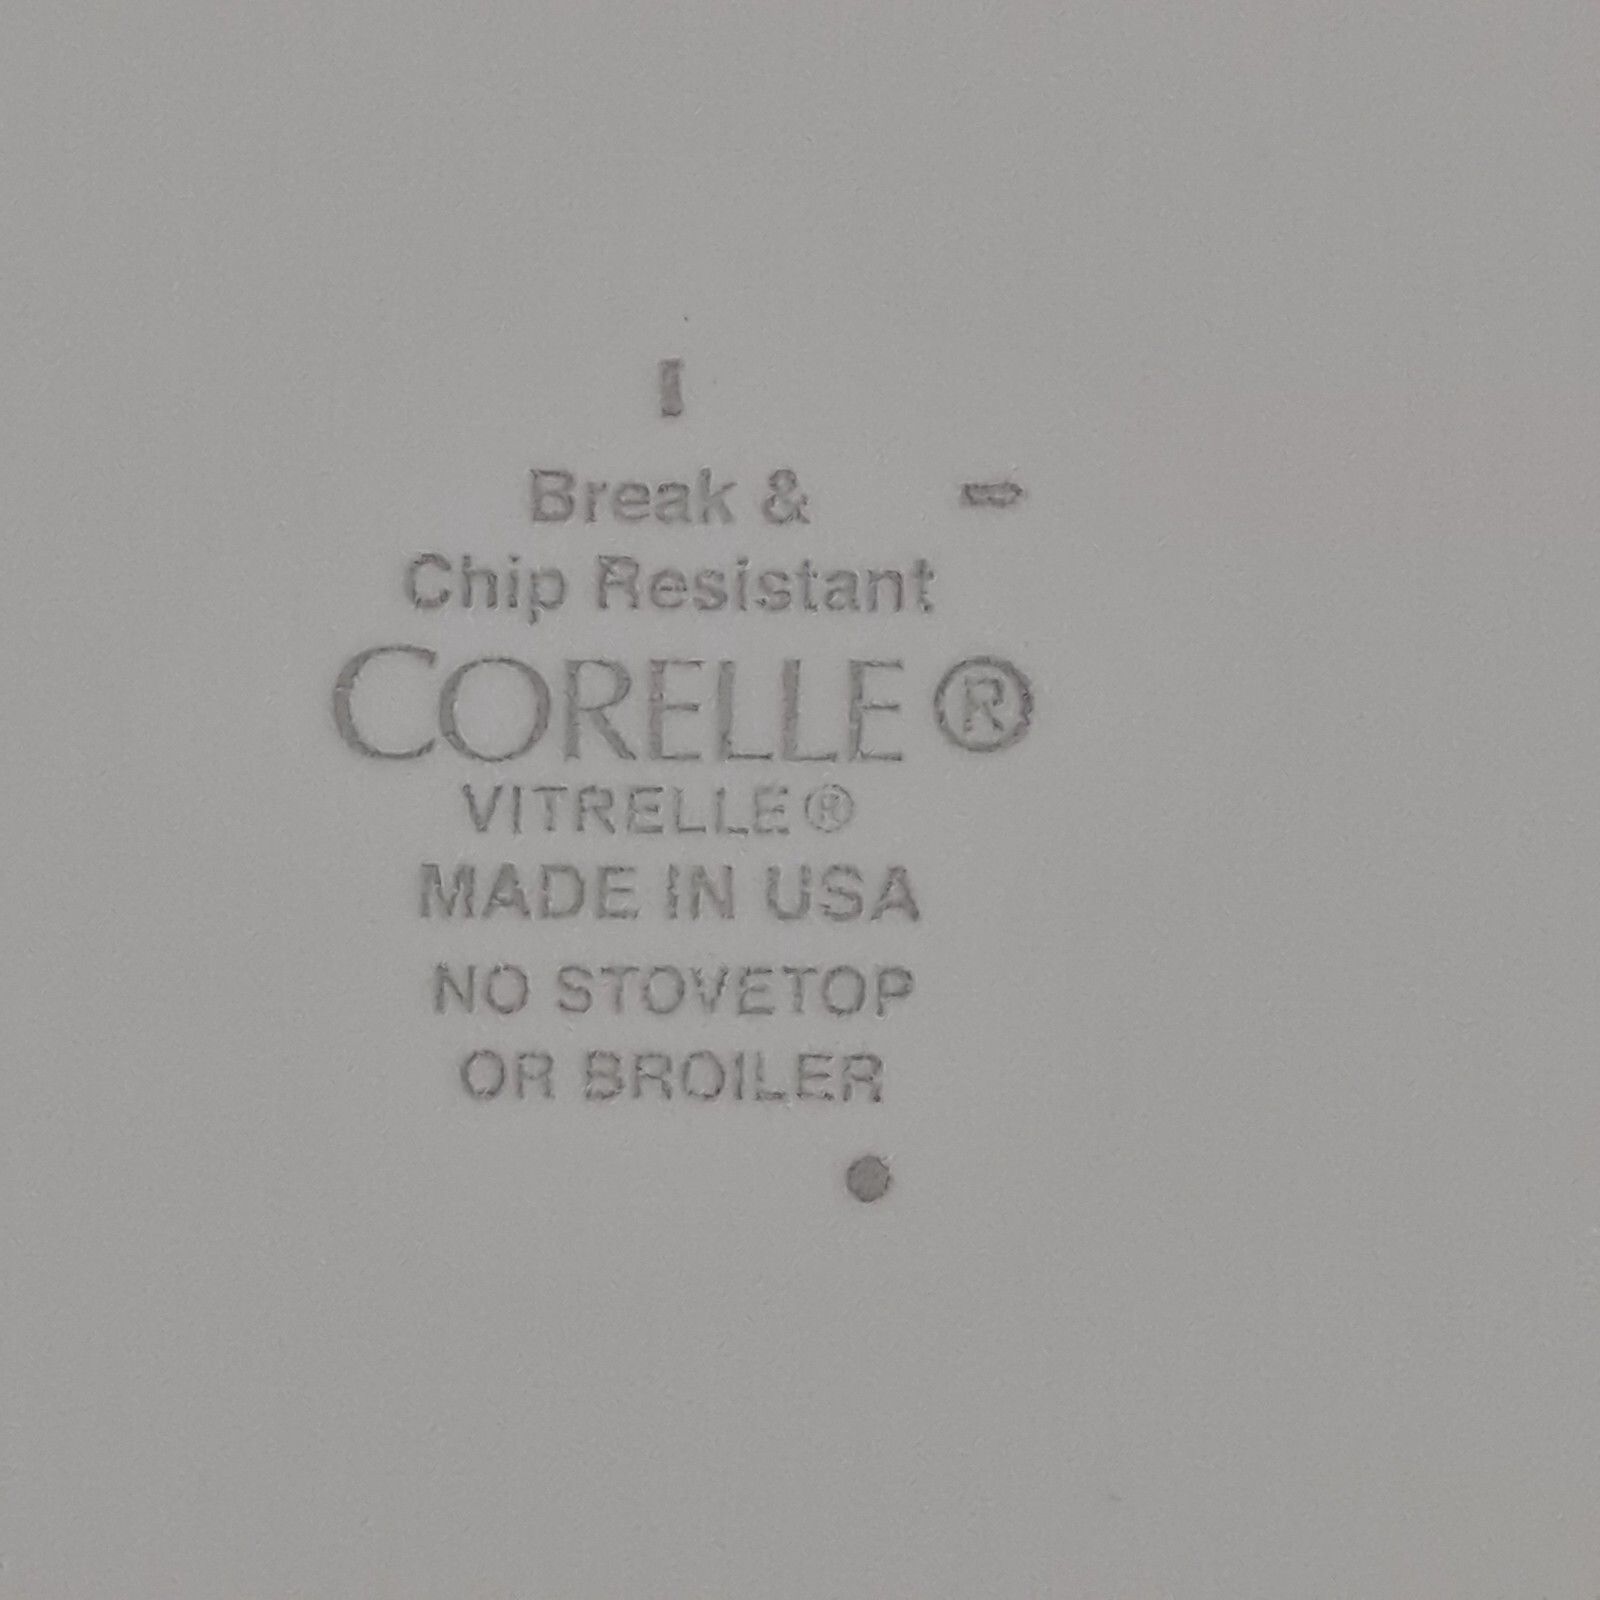 Break &
Chip Resistant
CORELLE®
VITRELLE®
MADE IN USA
NO STOVETOP
OR BROILER